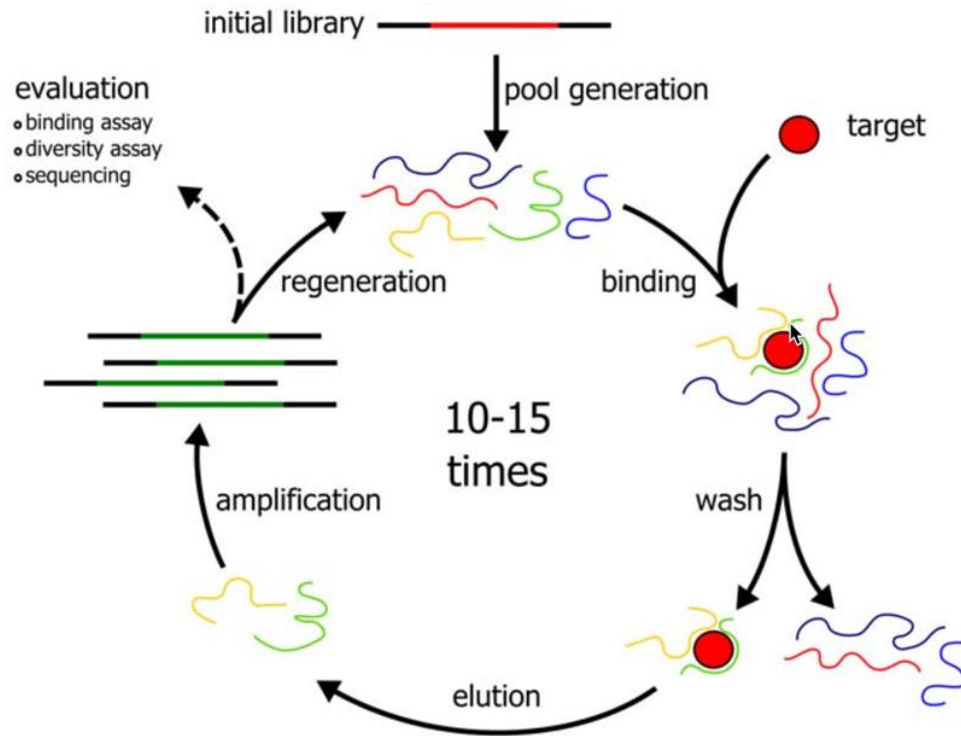 initial library
pool generation
evaluation
binding assay
diversity assay
sequencing
target
regeneration
binding
10-15
times
amplification
wash
elution